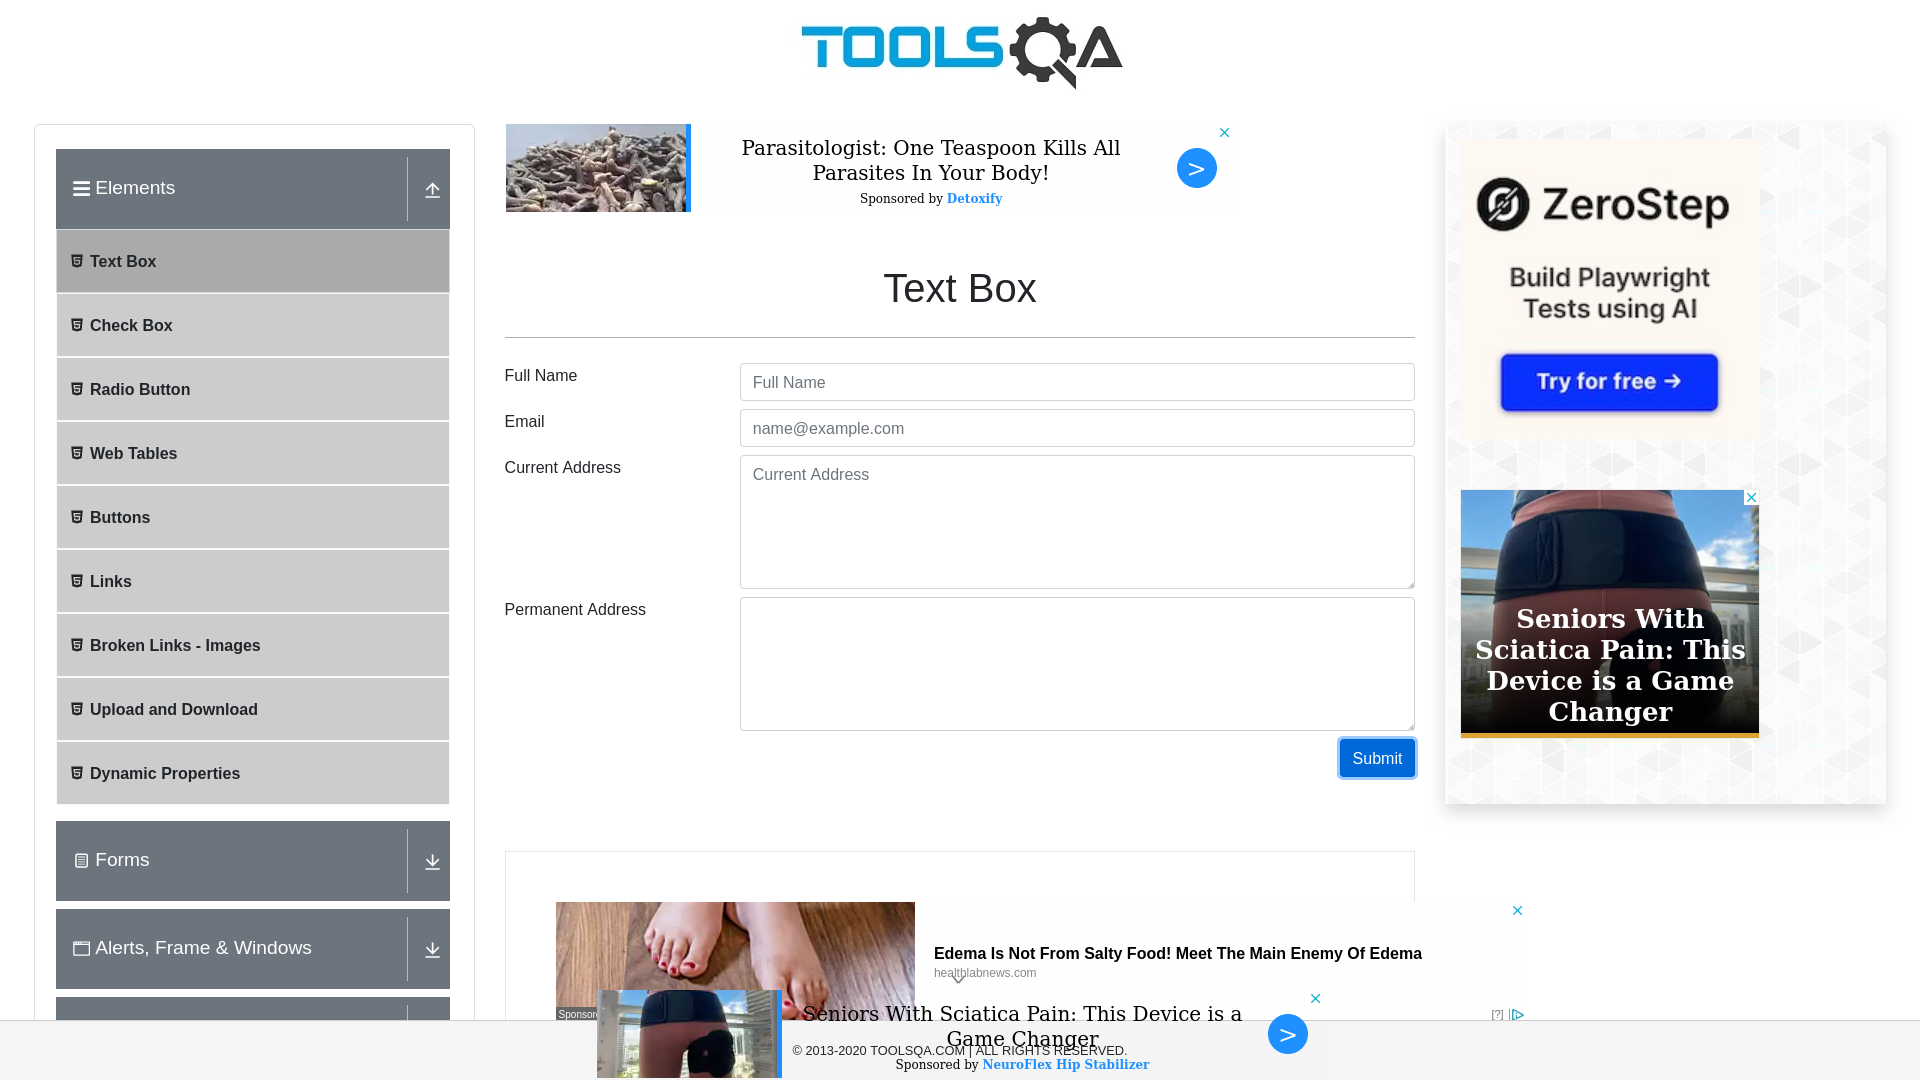 TOOLSQA
Elements
Text Box
Check Box
Radio Button
Web Tables
Buttons
Links
Broken Links - Images
Upload and Download
Dynamic Properties
Forms
Alerts, Frame & Windows
Parasitologist: One Teaspoon Kills All
Parasites In Your Body!
Sponsored by Detoxify
>
Text Box
Full Name
Full Name
Email
name@example.com
Current Address
Current Address
Permanent Address
Submit
ZeroStep
Build Playwright
Tests using AI
Try for free →
Seniors With
Sciatica Pain: This
Device is a Game
Changer
Edema Is Not From Salty Food! Meet The Main Enemy Of Edema
healthlabnews.com
Sponsore
[?]
Seniors With Sciatica Pain: This Device is a
Game Changer
>
© 2013-2020 TOOLSQA.COM | ALL RIGHTS RESERVED.
Sponsored by NeuroFlex Hip Stabilizer